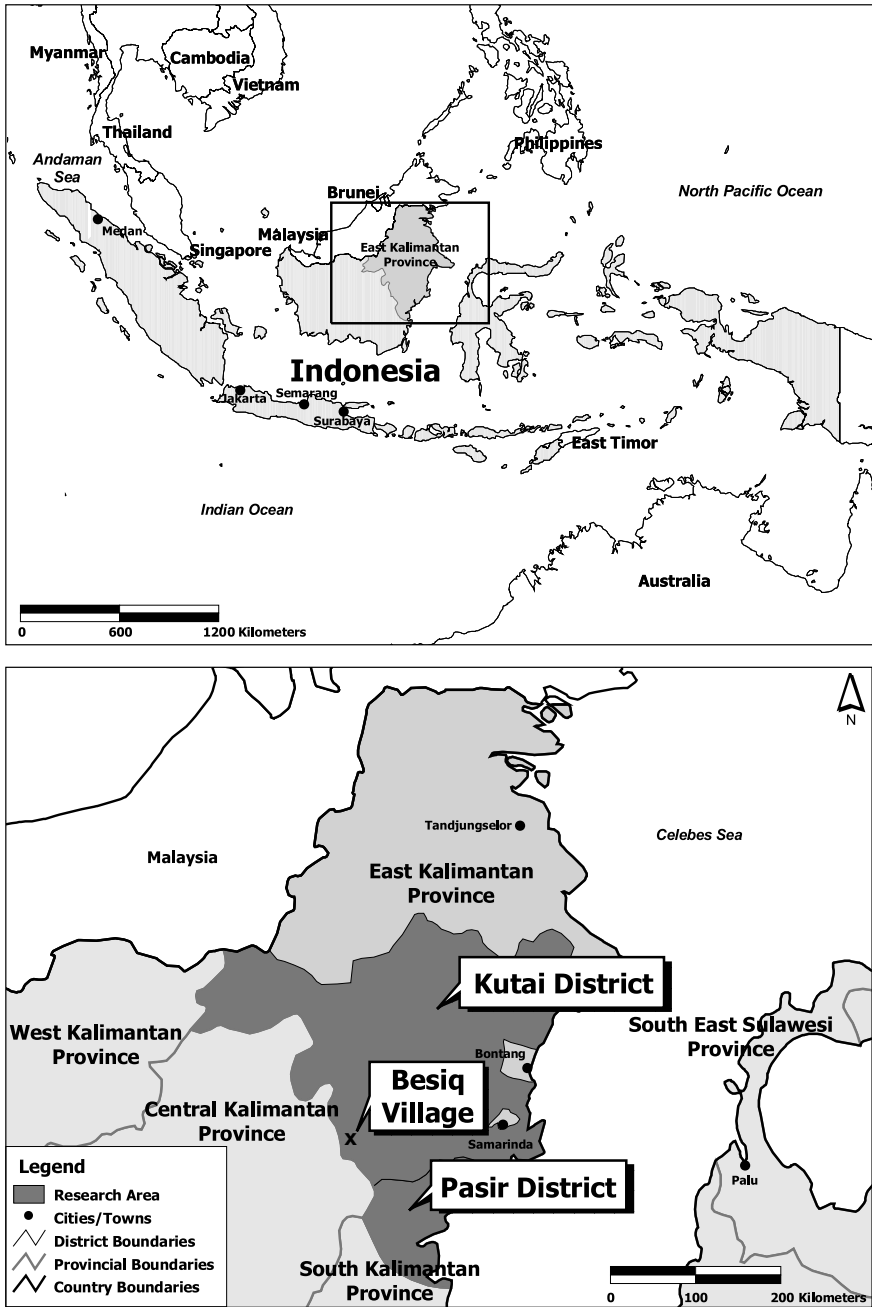 Myanmar
Cambodia
Vietnam
Thailand
Andaman
Sea
Philippines
Brunei
North Pacific Ocean
Medan
Malaysia
Singapore
East Kalimantan
Province
Indonesia
Jakarta
Semarang
Surabaya
East Timor
Indian Ocean
Australia
0
600
1200 Kilometers
N
Tandjungselor
Celebes Sea
Malaysia
East Kalimantan
Province
Kutai District
West Kalimantan
Province
South East Sulawesi
Province
Bontang
Besiq
Village
Central Kalimantan
Province
X
Samarinda
Legend
Research Area
Cities/Towns
District Boundaries
Provincial Boundaries
Country Boundaries
Pasir District
Palu
South Kalimantan
Province
0
100
200 Kilometers